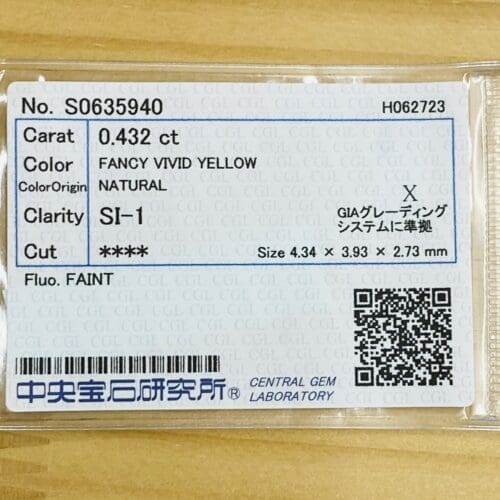 No. S0635940 H062723
Carat 0.432 ct
Color FANCY VIVID YELLOW
ColorOrigin NATURAL
X
Clarity SI-1 GIAグレーディング
システムに準拠
Cut **** Size 4.34 × 3.93 × 2.73 mm
Fluo. FAINT
中央宝石研究所® CENTRAL GEM
LABORATORY